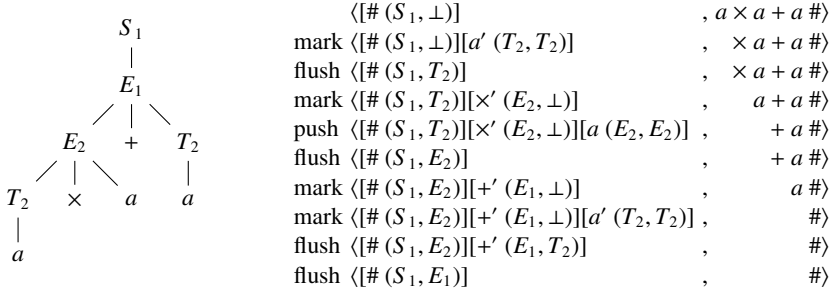 S₁
E₁
E₂ + T₂
T₂ × a a
a
⟨[# (S₁, ⊥)] , a × a + a #⟩
mark ⟨[# (S₁, ⊥)][a′ (T₂, T₂)] , × a + a #⟩
flush ⟨[# (S₁, T₂)] , × a + a #⟩
mark ⟨[# (S₁, T₂)][×′ (E₂, ⊥)] , a + a #⟩
push ⟨[# (S₁, T₂)][×′ (E₂, ⊥)][a (E₂, E₂)] , + a #⟩
flush ⟨[# (S₁, E₂)] , + a #⟩
mark ⟨[# (S₁, E₂)][+′ (E₁, ⊥)] , a #⟩
mark ⟨[# (S₁, E₂)][+′ (E₁, ⊥)][a′ (T₂, T₂)] , #⟩
flush ⟨[# (S₁, E₂)][+′ (E₁, T₂)] , #⟩
flush ⟨[# (S₁, E₁)] , #⟩